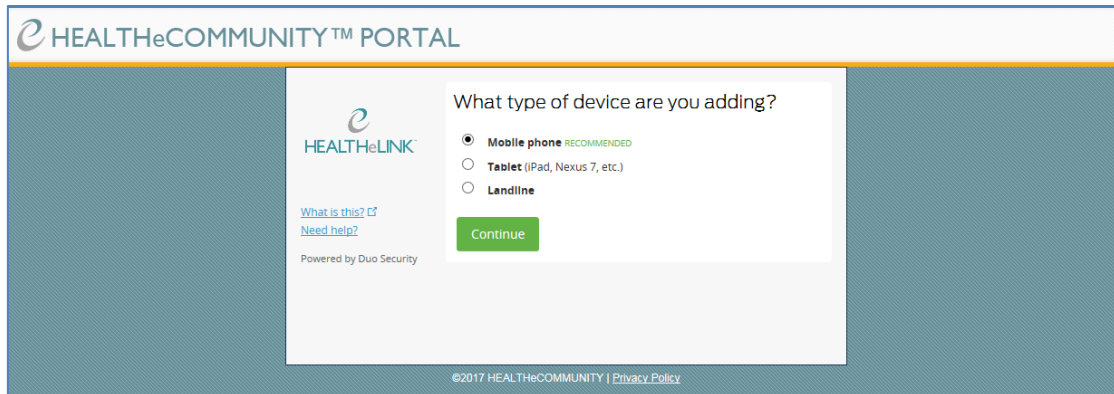 HEALTHeCOMMUNITY™ PORTAL
HEALTHeLINK™
What is this?
Need help?
Powered by Duo Security
What type of device are you adding?
Mobile phone RECOMMENDED
Tablet (iPad, Nexus 7, etc.)
Landline
Continue
©2017 HEALTHeCOMMUNITY | Privacy Policy